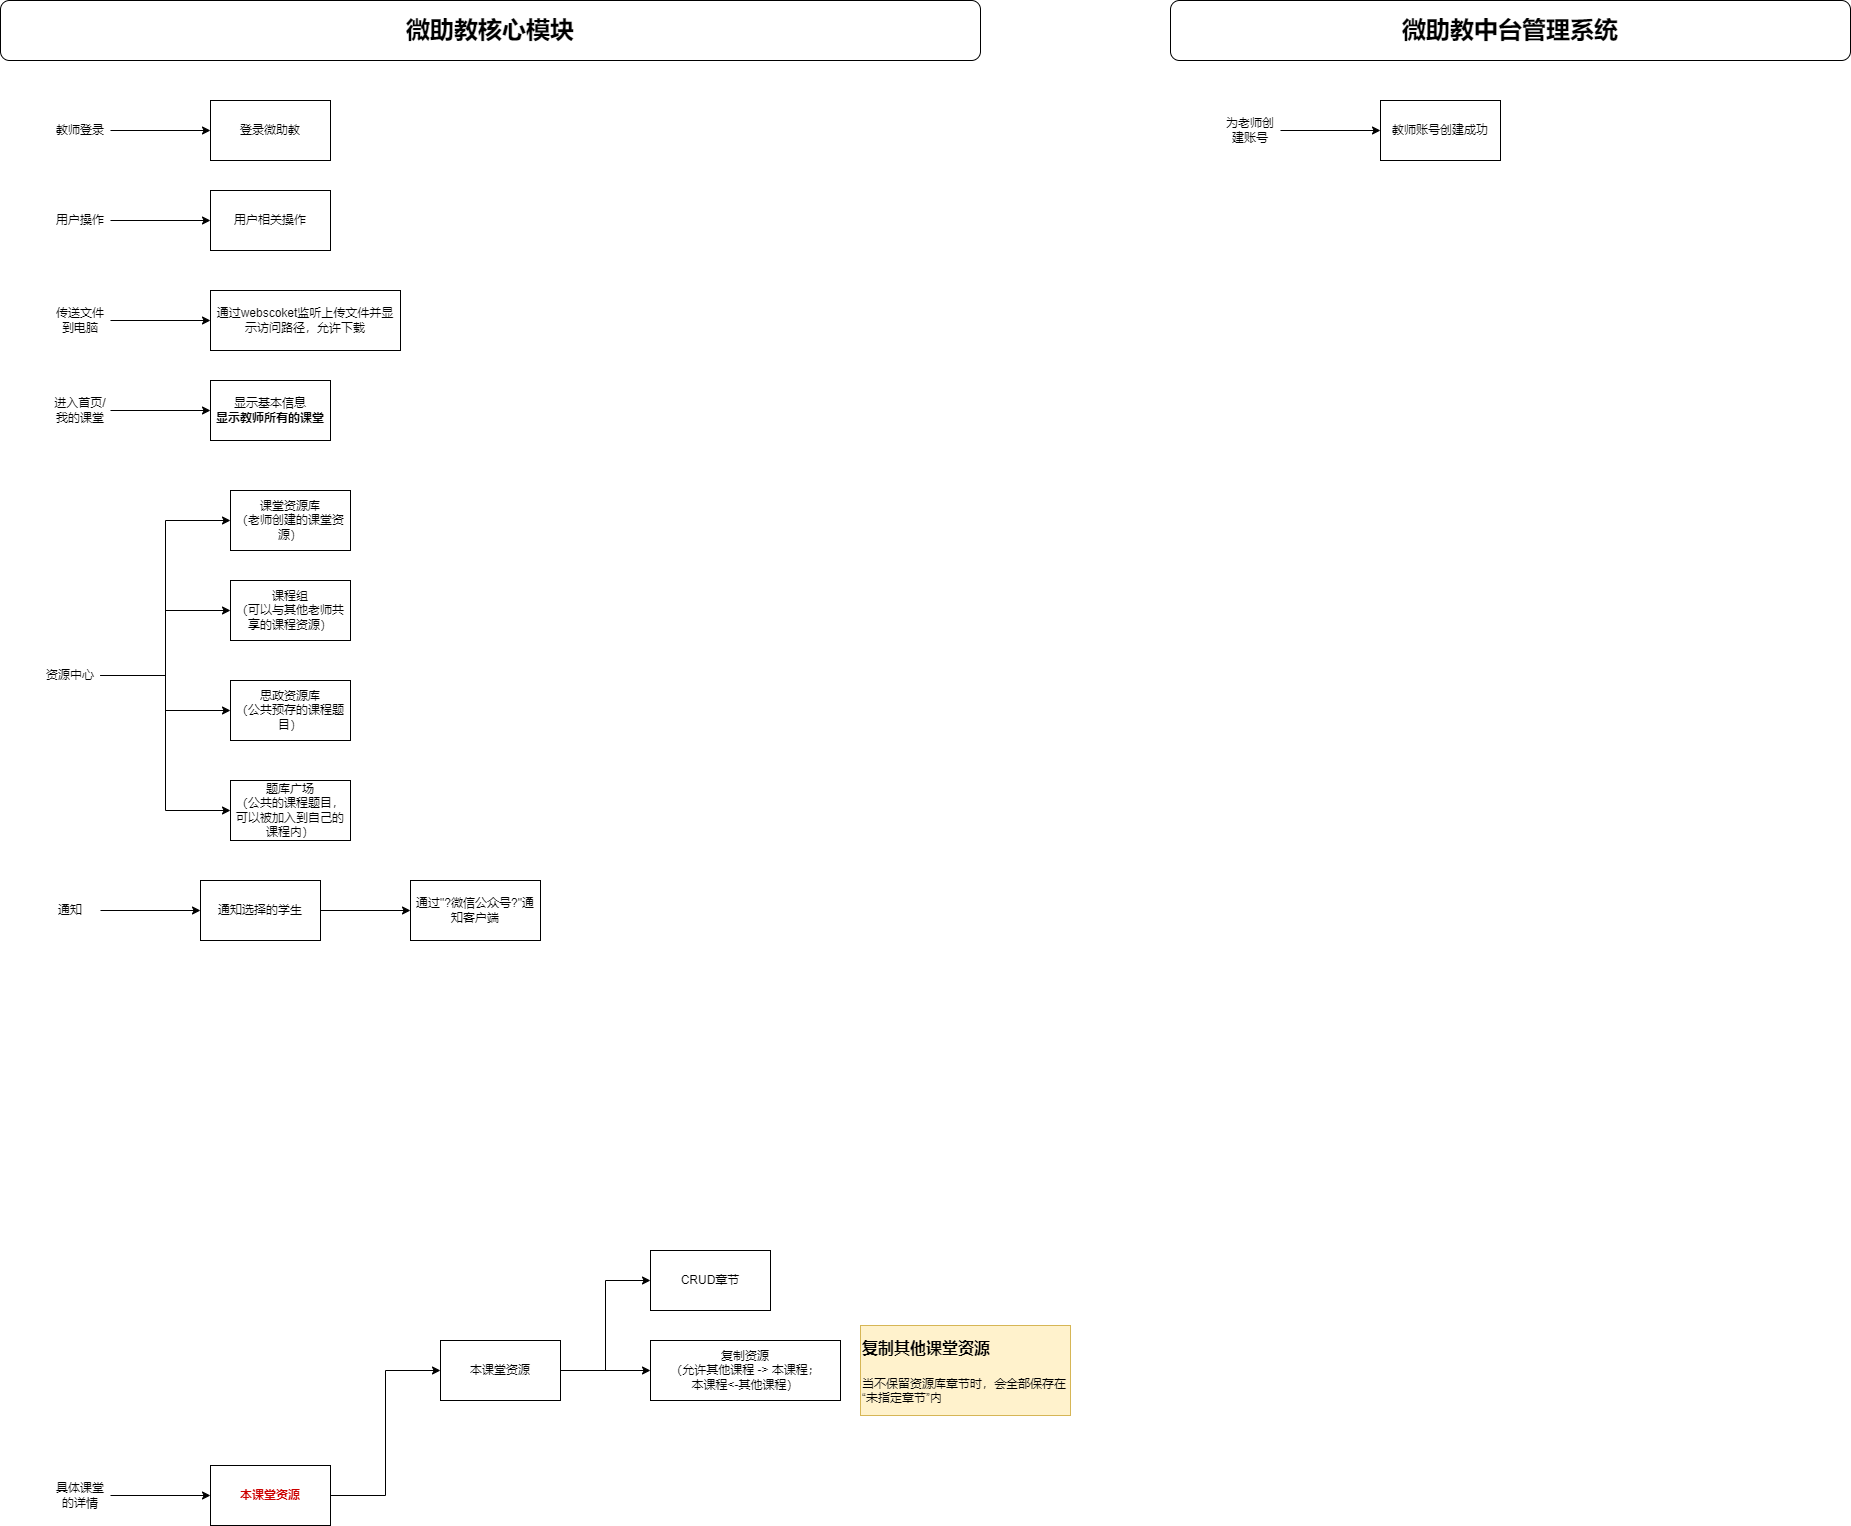 微助教核心模块
微助教中台管理系统
教师登录
登录微助教
为老师创
建账号
教师账号创建成功
用户操作
用户相关操作
传送文件
到电脑
通过webscoket监听上传文件并显
示访问路径，允许下载
进入首页/
我的课堂
显示基本信息
显示教师所有的课堂
课堂资源库
（老师创建的课堂资
源）
课程组
（可以与其他老师共
享的课程资源）
资源中心
思政资源库
（公共预存的课程题
目）
题库广场
（公共的课程题目，
可以被加入到自己的
课程内）
通知
通知选择的学生
通过"?微信公众号?"通
知客户端
CRUD章节
本课堂资源
复制资源
（允许其他课程 -> 本课程；
本课程<-其他课程）
复制其他课堂资源
当不保留资源库章节时，会全部保存在
“未指定章节”内
具体课堂
的详情
本课堂资源